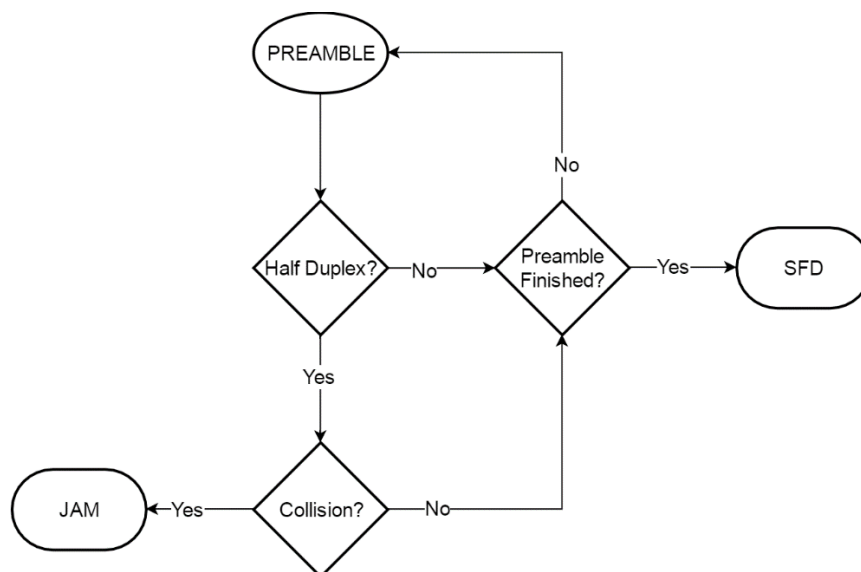 PREAMBLE
No
Half Duplex?
No
Preamble
Finished?
Yes
SFD
Yes
JAM
Yes
Collision?
No